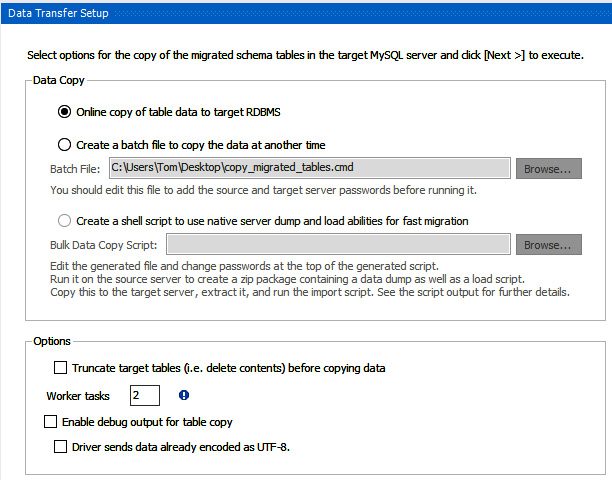 Data Transfer Setup
Select options for the copy of the migrated schema tables in the target MySQL server and click [Next >] to execute.
Data Copy
Online copy of table data to target RDBMS
Create a batch file to copy the data at another time
Batch File: C:\Users\Tom\Desktop\copy_migrated_tables.cmd Browse...
You should edit this file to add the source and target server passwords before running it.
Create a shell script to use native server dump and load abilities for fast migration
Bulk Data Copy Script: Browse...
Edit the generated file and change passwords at the top of the generated script.
Run it on the source server to create a zip package containing a data dump as well as a load script.
Copy this to the target server, extract it, and run the import script. See the script output for further details.
Options
Truncate target tables (i.e. delete contents) before copying data
Worker tasks 2
Enable debug output for table copy
Driver sends data already encoded as UTF-8.